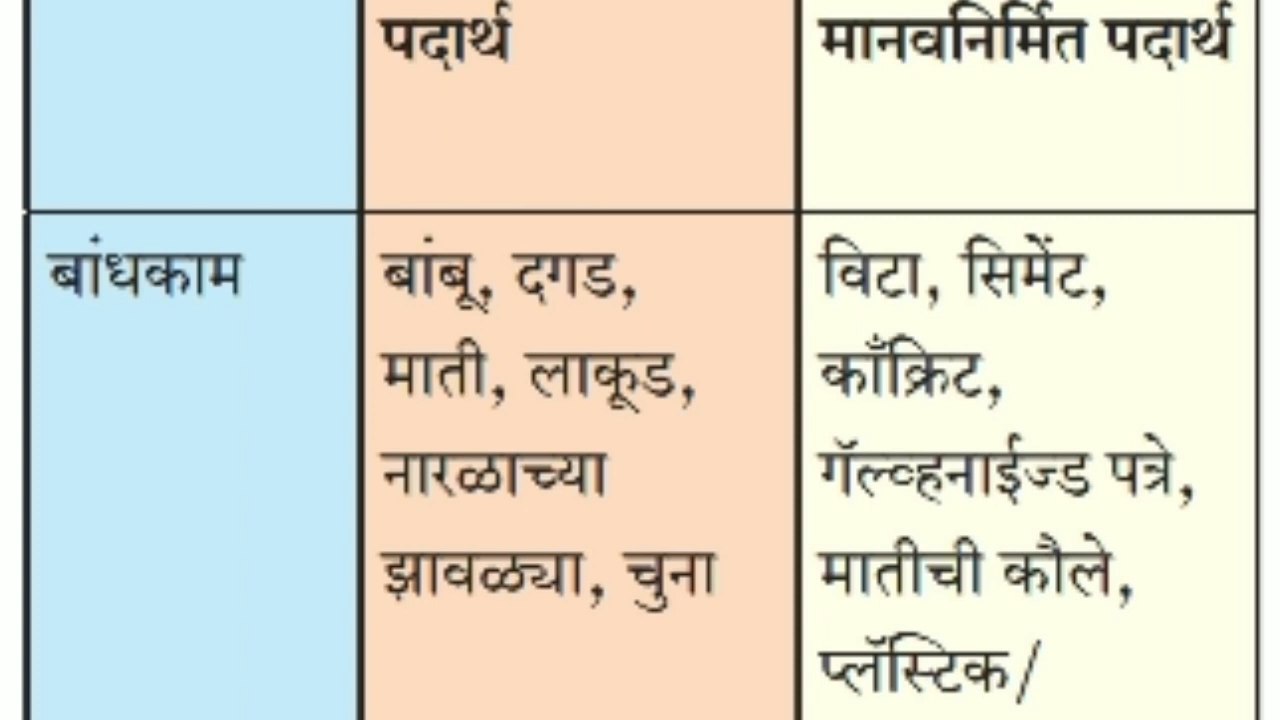 पदार्थ
मानवनिर्मित पदार्थ
बांधकाम
बांबू, दगड,
माती, लाकूड,
नारळाच्या
झावळ्या, चुना
विटा, सिमेंट,
काँक्रिट,
गॅल्व्हनाईज्ड पत्रे,
मातीची कौले,
प्लॅस्टिक/